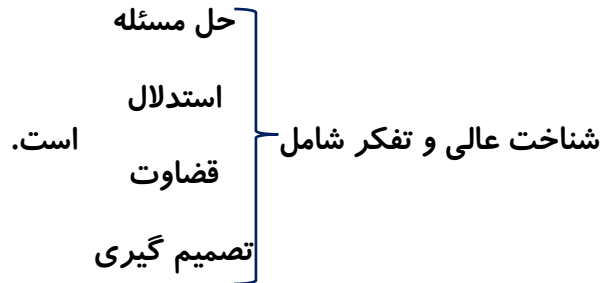 شناخت عالی و تفکر شامل
حل مسئله
استدلال
قضاوت
تصمیم گیری
است.